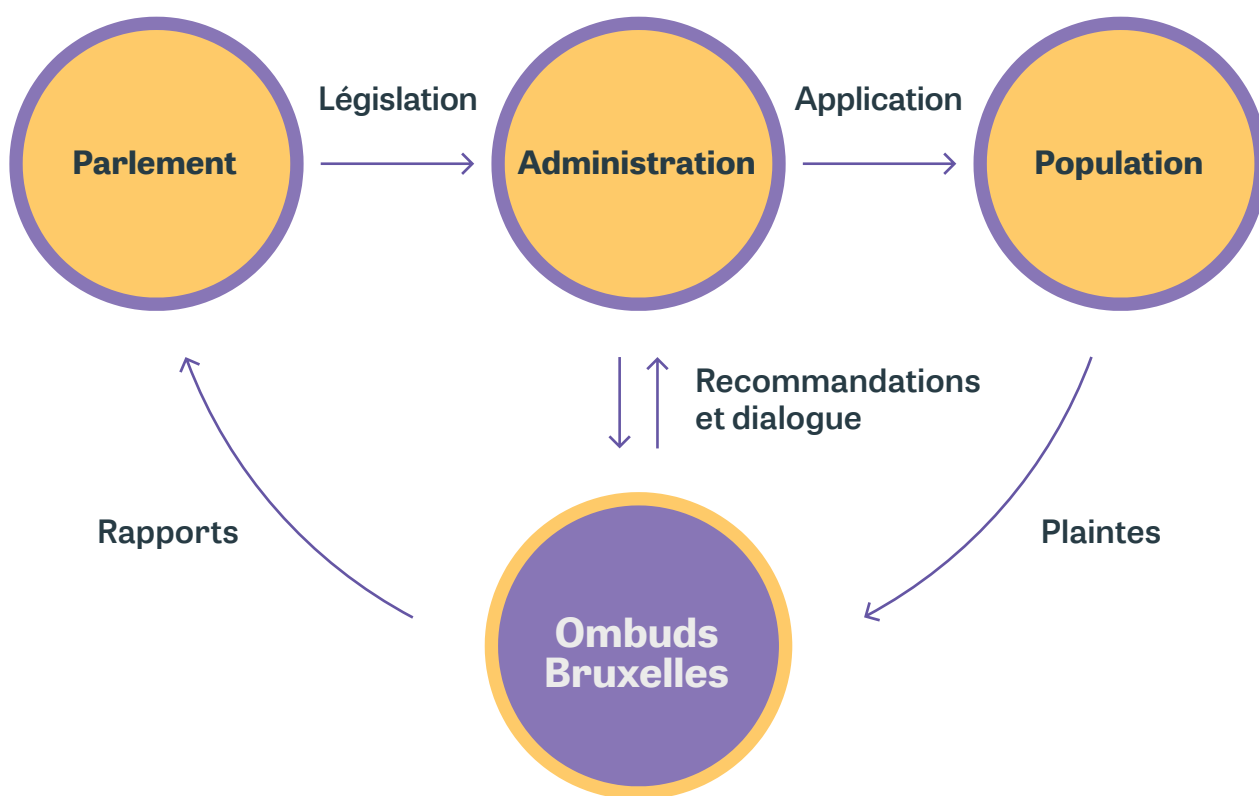 Législation
Application
Parlement
Administration
Population
Recommandations
et dialogue
Rapports
Plaintes
Ombuds
Bruxelles